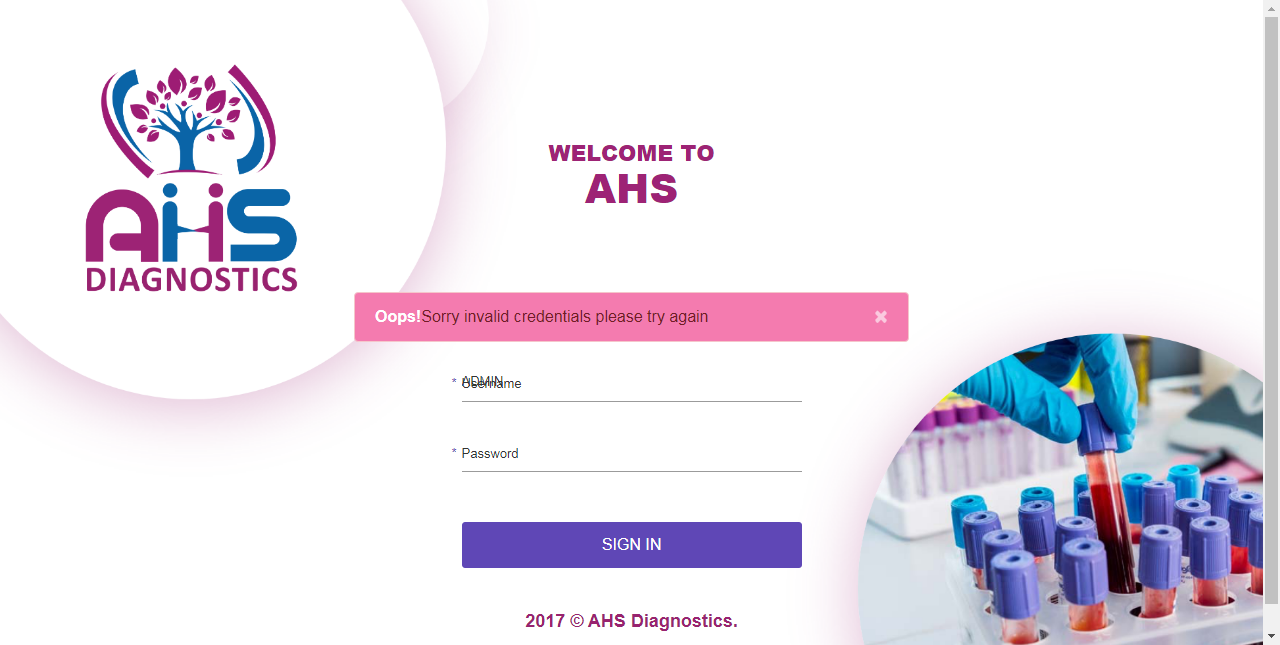 AHS
DIAGNOSTICS
WELCOME TO
AHS
Oops!Sorry invalid credentials please try again
* Username
ADMIN
* Password
SIGN IN
2017 © AHS Diagnostics.